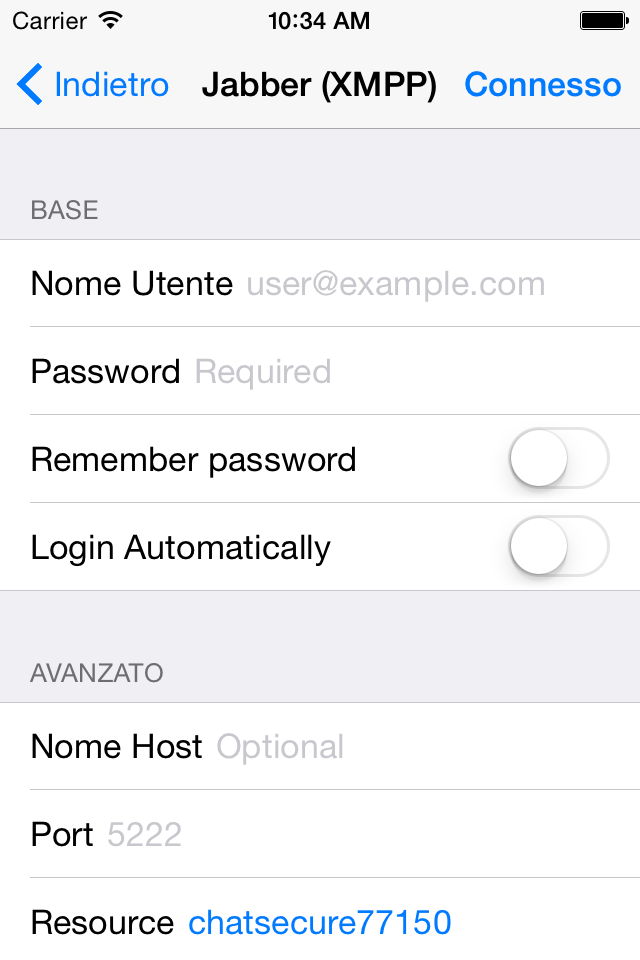 Carrier 10:34 AM
Indietro Jabber (XMPP) Connesso
BASE
Nome Utente user@example.com
Password Required
Remember password
Login Automatically
AVANZATO
Nome Host Optional
Port 5222
Resource chatsecure77150